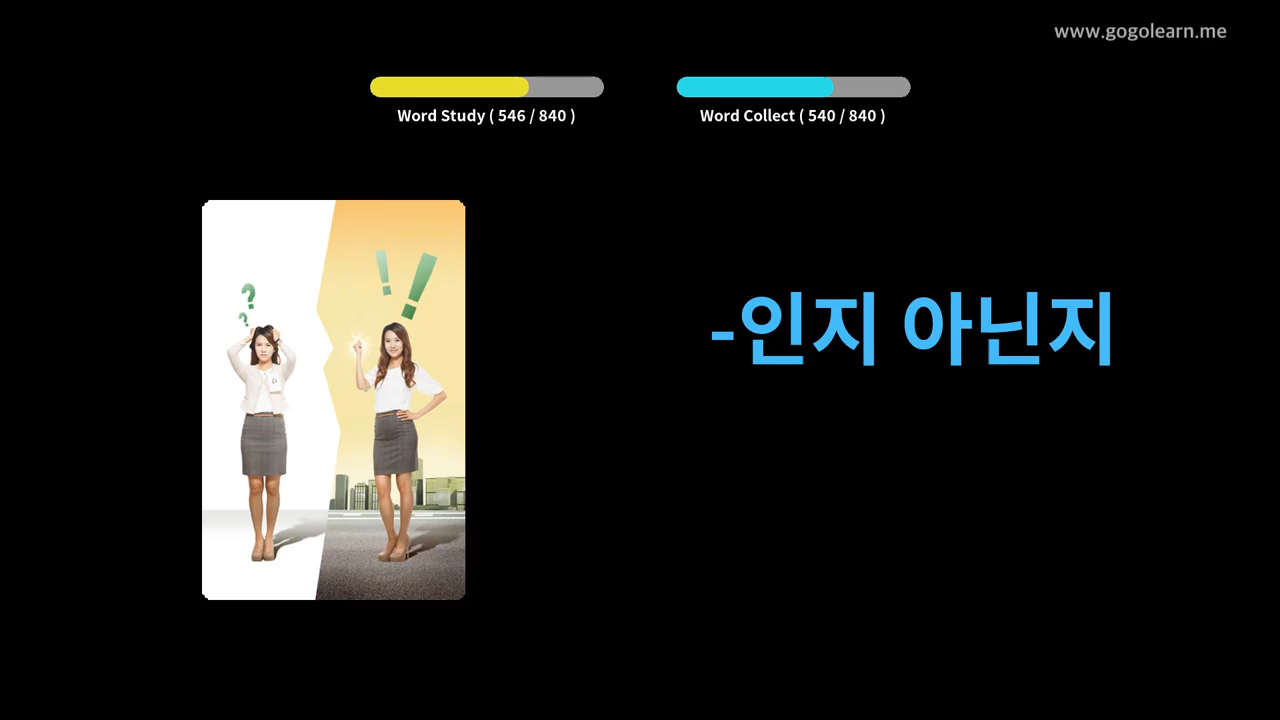 www.gogolearn.me
Word Study ( 546 / 840 )
Word Collect ( 540 / 840 )
? ?
! !
-인지 아닌지